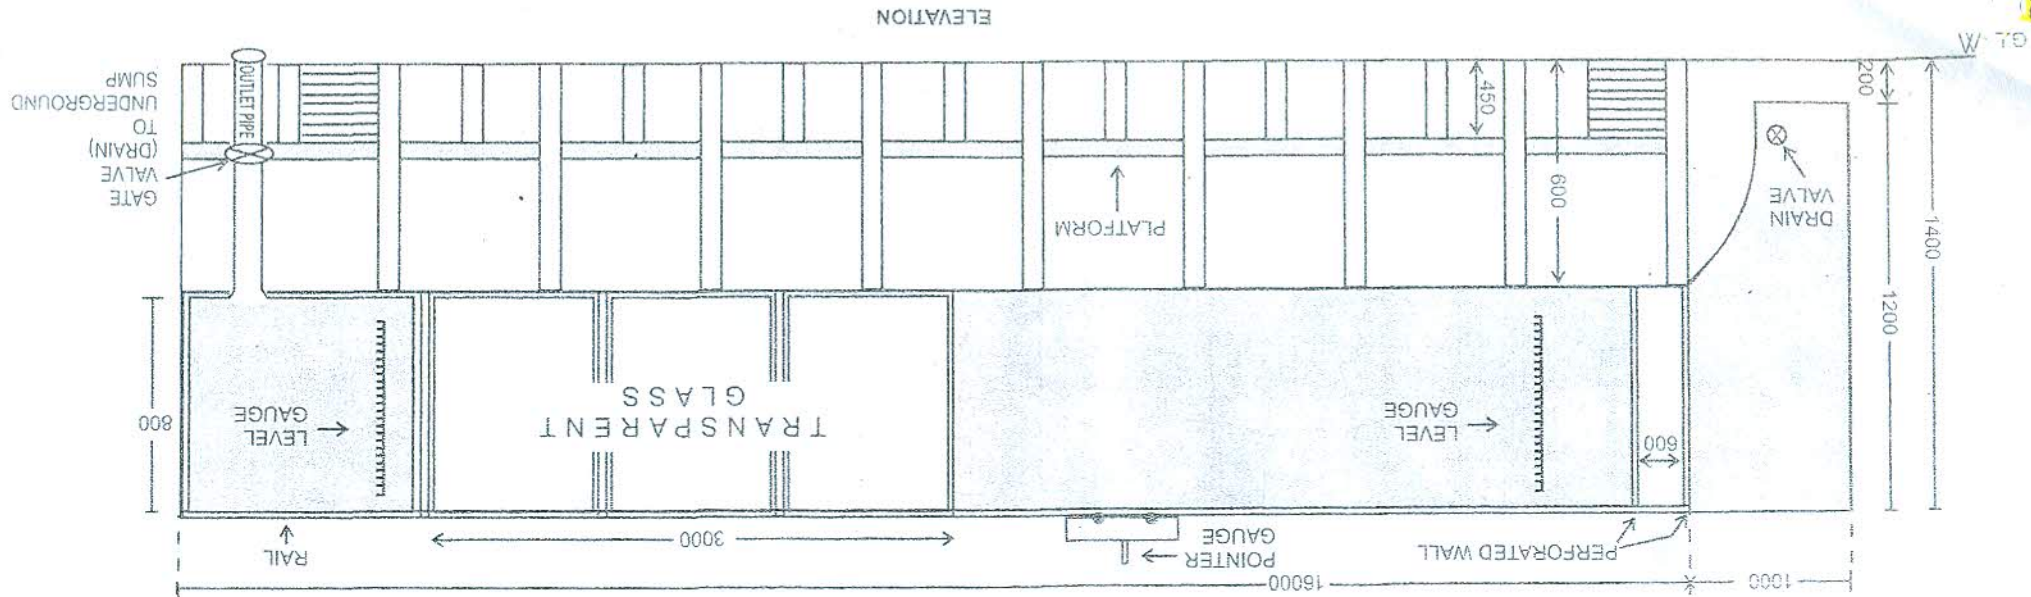 1000
16000
PERFORATED WALL
POINTER
GAUGE
3000
RAIL
600
LEVEL
GAUGE
TRANSPARENT
GLASS
LEVEL
GAUGE
800
1400
1200
DRAIN
VALVE
600
PLATFORM
GATE
VALVE
(DRAIN)
TO
UNDERGROUND
SUMP
450
200
OUTLET PIPE
G.L
ELEVATION